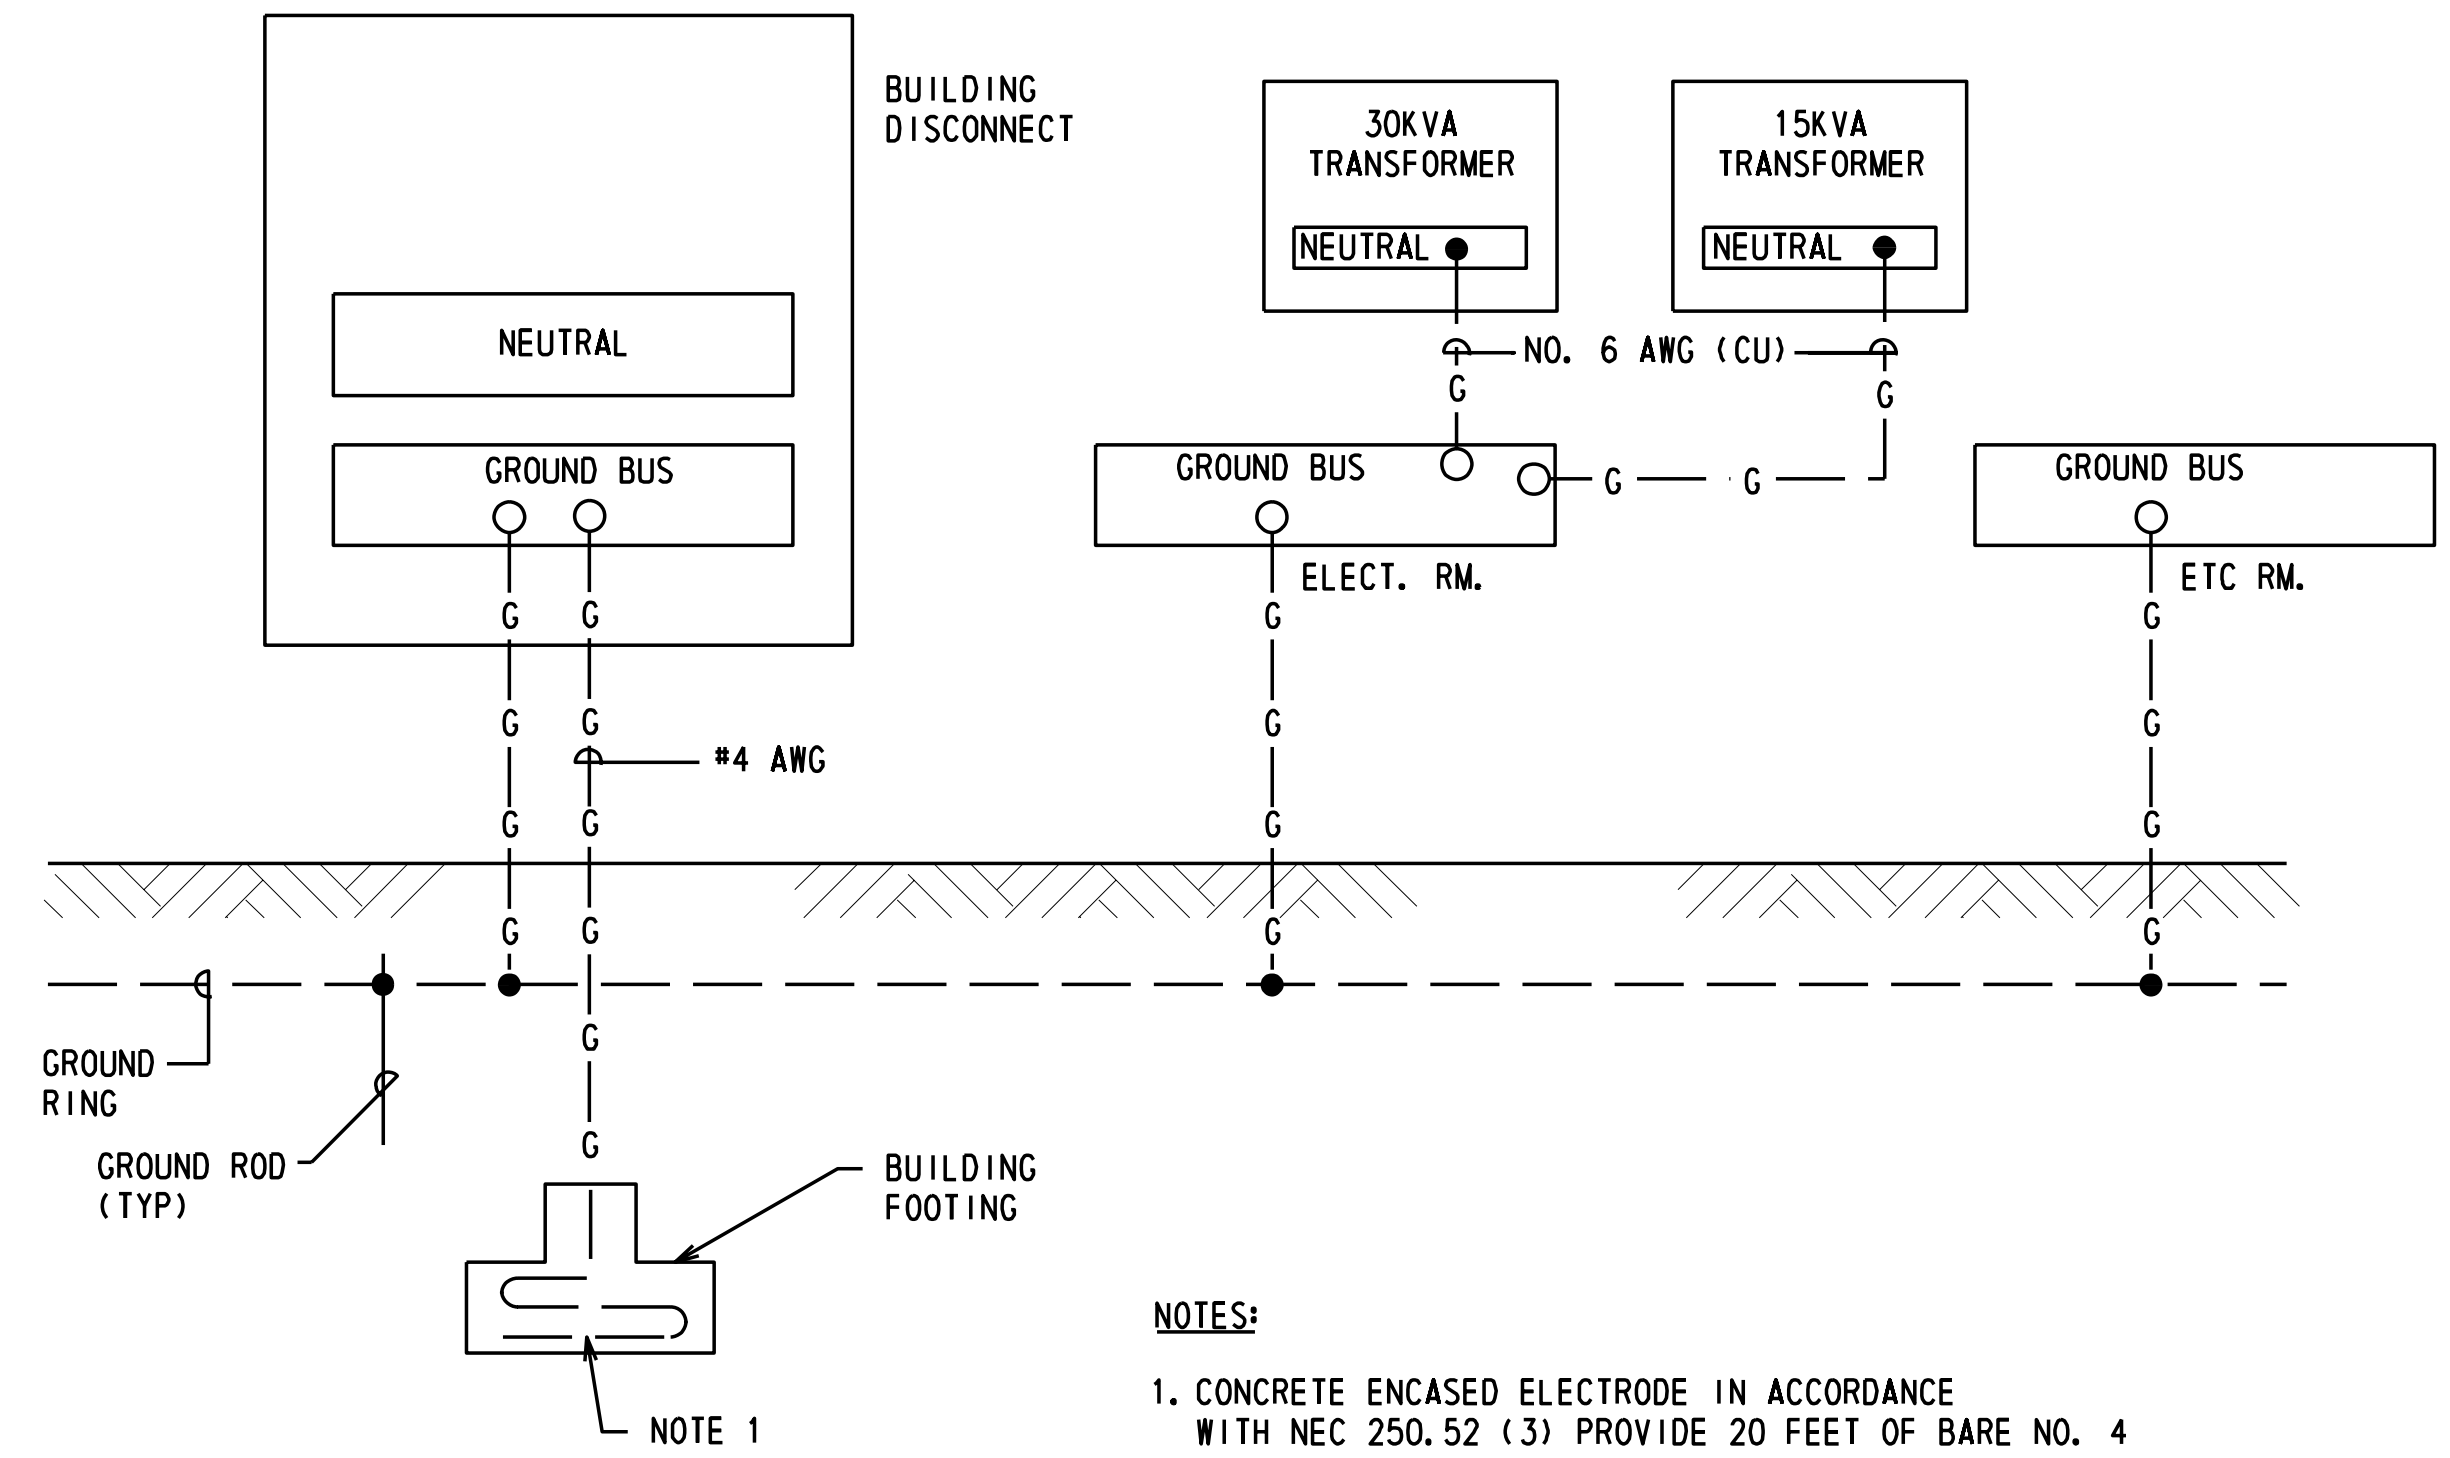 BUILDING
DISCONNECT
NEUTRAL
GROUND BUS
G
G
G
G
#4 AWG
G
G
G
G
G
G
30KVA
TRANSFORMER
NEUTRAL
15KVA
TRANSFORMER
NEUTRAL
NO. 6 AWG (CU)
G
G
GROUND BUS
G
G
ELECT. RM.
G
G
G
G
GROUND BUS
ETC RM.
G
G
G
G
GROUND
RING
GROUND ROD
(TYP)
BUILDING
FOOTING
NOTE 1
NOTES:
1. CONCRETE ENCASED ELECTRODE IN ACCORDANCE
WITH NEC 250.52 (3) PROVIDE 20 FEET OF BARE NO. 4